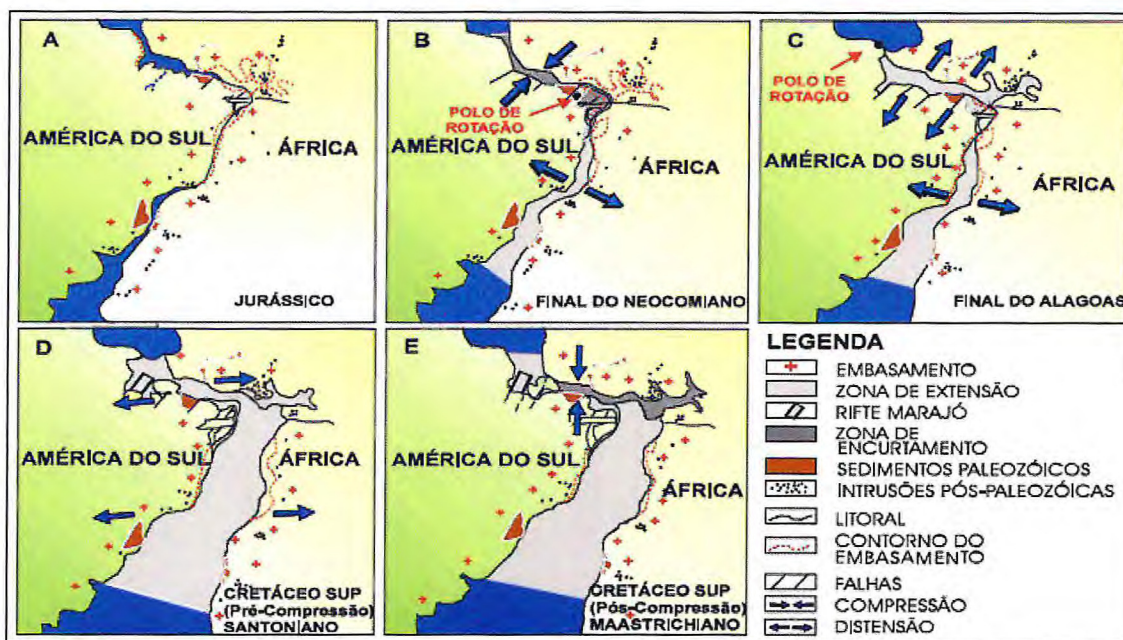 A
AMÉRICA DO SUL
ÁFRICA
JURÁSSICO
B
POLO DE
ROTAÇÃO
AMÉRICA DO SUL
ÁFRICA
FINAL DO NEOCOMIANO
C
POLO DE
ROTAÇÃO
AMÉRICA DO SUL
ÁFRICA
FINAL DO ALAGOAS
D
AMÉRICA DO SUL
ÁFRICA
CRETÁCEO SUP
(Pré-Compressão)
SANTONIANO
E
AMÉRICA DO SUL
ÁFRICA
CRETÁCEO SUP
(Pós-Compressão)
MAASTRICHIANO
LEGENDA
EMBASAMENTO
ZONA DE EXTENSÃO
RIFTE MARAJÓ
ZONA DE
ENCURTAMENTO
SEDIMENTOS PALEOZÓICOS
INTRUSÕES PÓS-PALEOZÓICAS
LITORAL
CONTORNO DO
EMBASAMENTO
FALHAS
COMPRESSÃO
DISTENSÃO